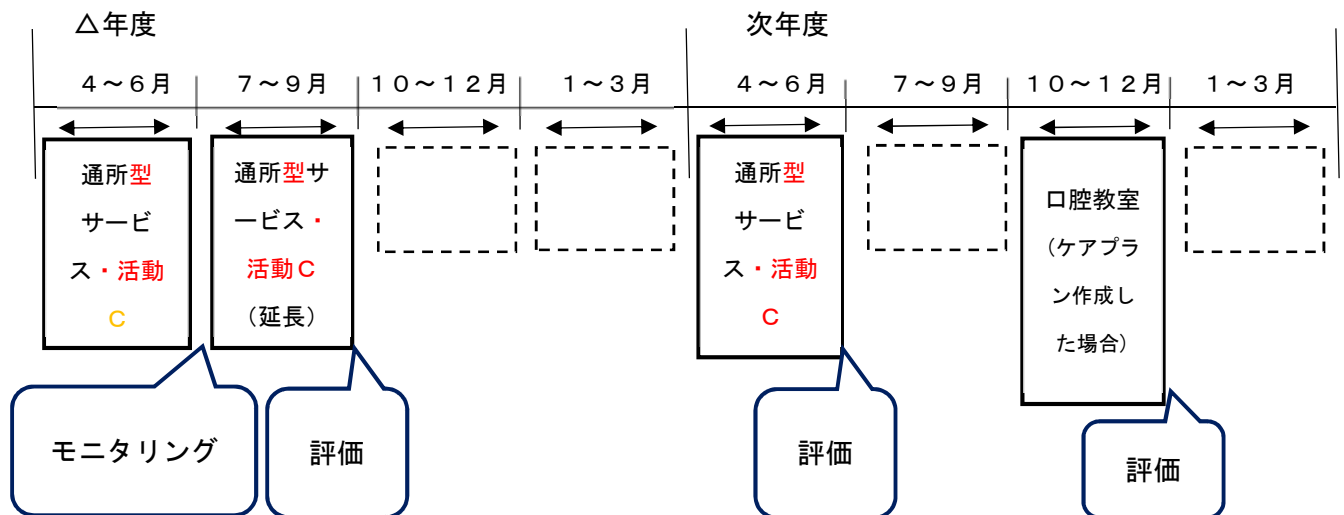 △年度
次年度
４～６月
７～９月
１０～１２月
１～３月
４～６月
７～９月
１０～１２月
１～３月
通所型
サービ
ス・活動
Ｃ
通所型サ
ービス・
活動Ｃ
（延長）
通所型
サービ
ス・活動
Ｃ
口腔教室
（ケアプラ
ン作成し
た場合）
モニタリング
評価
評価
評価